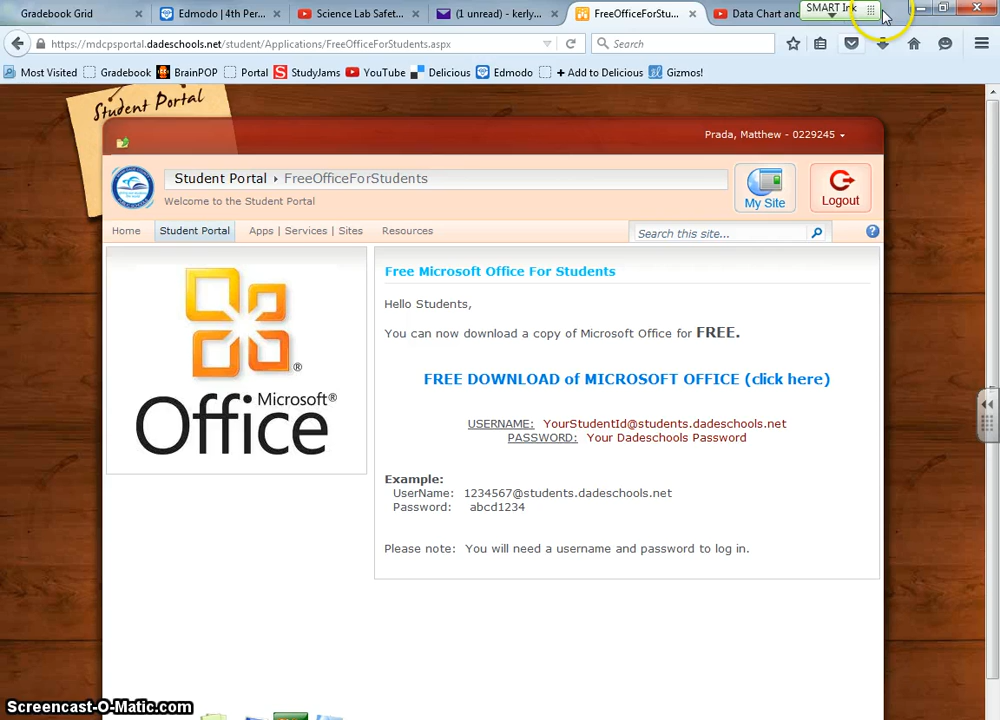 Gradebook Grid
Edmodo | 4th Per...
Science Lab Safet...
(1 unread) - kerly...
FreeOfficeForStu...
Data Chart and
SMART Ink
https://mdcpsportal.dadeschools.net/student/Applications/FreeOfficeForStudents.aspx
Search
Most Visited
Gradebook
BrainPOP
Portal
StudyJams
YouTube
Delicious
Edmodo
+ Add to Delicious
Gizmos!
Student Portal
Prada, Matthew - 0229245
Student Portal › FreeOfficeForStudents
Welcome to the Student Portal
My Site
Logout
Home
Student Portal
Apps | Services | Sites
Resources
Search this site...
Microsoft®
Office
Free Microsoft Office For Students
Hello Students,
You can now download a copy of Microsoft Office for FREE.
FREE DOWNLOAD of MICROSOFT OFFICE (click here)
USERNAME: YourStudentId@students.dadeschools.net
PASSWORD: Your Dadeschools Password
Example:
UserName: 1234567@students.dadeschools.net
Password: abcd1234
Please note: You will need a username and password to log in.
Screencast-O-Matic.com